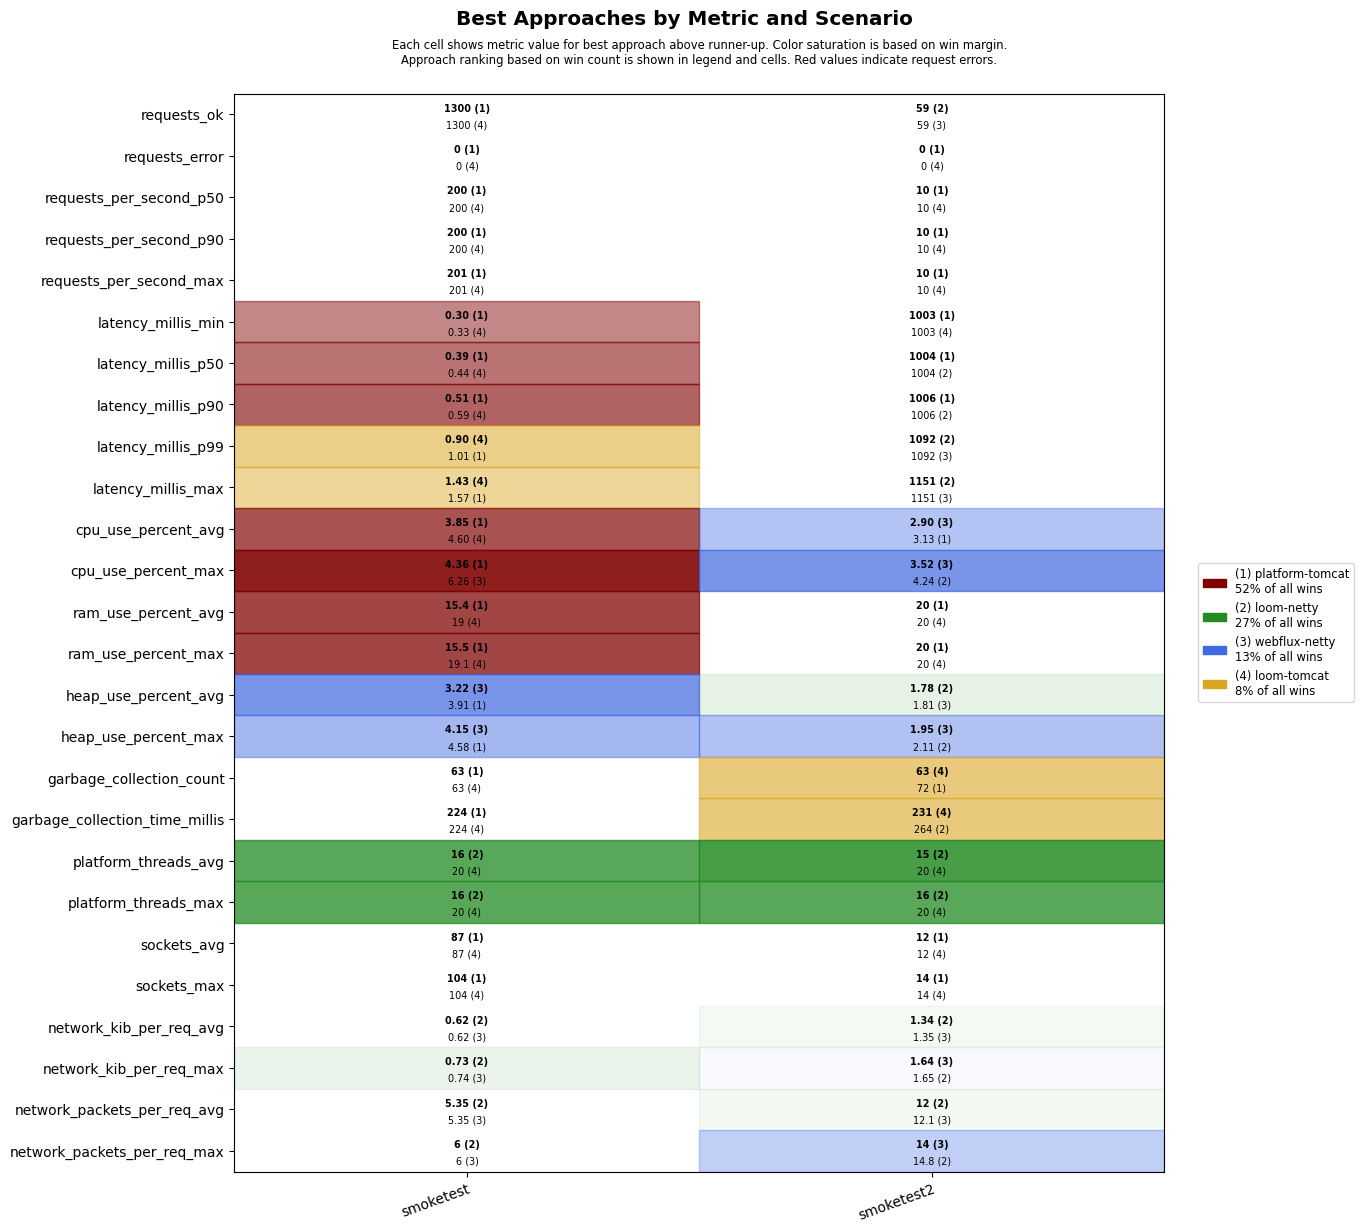 Best Approaches by Metric and Scenario
Each cell shows metric value for best approach above runner-up. Color saturation is based on win margin.
Approach ranking based on win count is shown in legend and cells. Red values indicate request errors.
requests_ok
1300 (1)
1300 (4)
59 (2)
59 (3)
requests_error
0 (1)
0 (4)
0 (1)
0 (4)
requests_per_second_p50
200 (1)
200 (4)
10 (1)
10 (4)
requests_per_second_p90
200 (1)
200 (4)
10 (1)
10 (4)
requests_per_second_max
201 (1)
201 (4)
10 (1)
10 (4)
latency_millis_min
0.30 (1)
0.33 (4)
1003 (1)
1003 (4)
latency_millis_p50
0.39 (1)
0.44 (4)
1004 (1)
1004 (2)
latency_millis_p90
0.51 (1)
0.59 (4)
1006 (1)
1006 (2)
latency_millis_p99
0.90 (4)
1.01 (1)
1092 (2)
1092 (3)
latency_millis_max
1.43 (4)
1.57 (1)
1151 (2)
1151 (3)
cpu_use_percent_avg
3.85 (1)
4.60 (4)
2.90 (3)
3.13 (1)
cpu_use_percent_max
4.36 (1)
6.26 (3)
3.52 (3)
4.24 (2)
ram_use_percent_avg
15.4 (1)
19 (4)
20 (1)
20 (4)
ram_use_percent_max
15.5 (1)
19.1 (4)
20 (1)
20 (4)
heap_use_percent_avg
3.22 (3)
3.91 (1)
1.78 (2)
1.81 (3)
heap_use_percent_max
4.15 (3)
4.58 (1)
1.95 (3)
2.11 (2)
garbage_collection_count
63 (1)
63 (4)
63 (4)
72 (1)
garbage_collection_time_millis
224 (1)
224 (4)
231 (4)
264 (2)
platform_threads_avg
16 (2)
20 (4)
15 (2)
20 (4)
platform_threads_max
16 (2)
20 (4)
16 (2)
20 (4)
sockets_avg
87 (1)
87 (4)
12 (1)
12 (4)
sockets_max
104 (1)
104 (4)
14 (1)
14 (4)
network_kib_per_req_avg
0.62 (2)
0.62 (3)
1.34 (2)
1.35 (3)
network_kib_per_req_max
0.73 (2)
0.74 (3)
1.64 (3)
1.65 (2)
network_packets_per_req_avg
5.35 (2)
5.35 (3)
12 (2)
12.1 (3)
network_packets_per_req_max
6 (2)
6 (3)
14 (3)
14.8 (2)
smoketest
smoketest2
(1) platform-tomcat
52% of all wins
(2) loom-netty
27% of all wins
(3) webflux-netty
13% of all wins
(4) loom-tomcat
8% of all wins